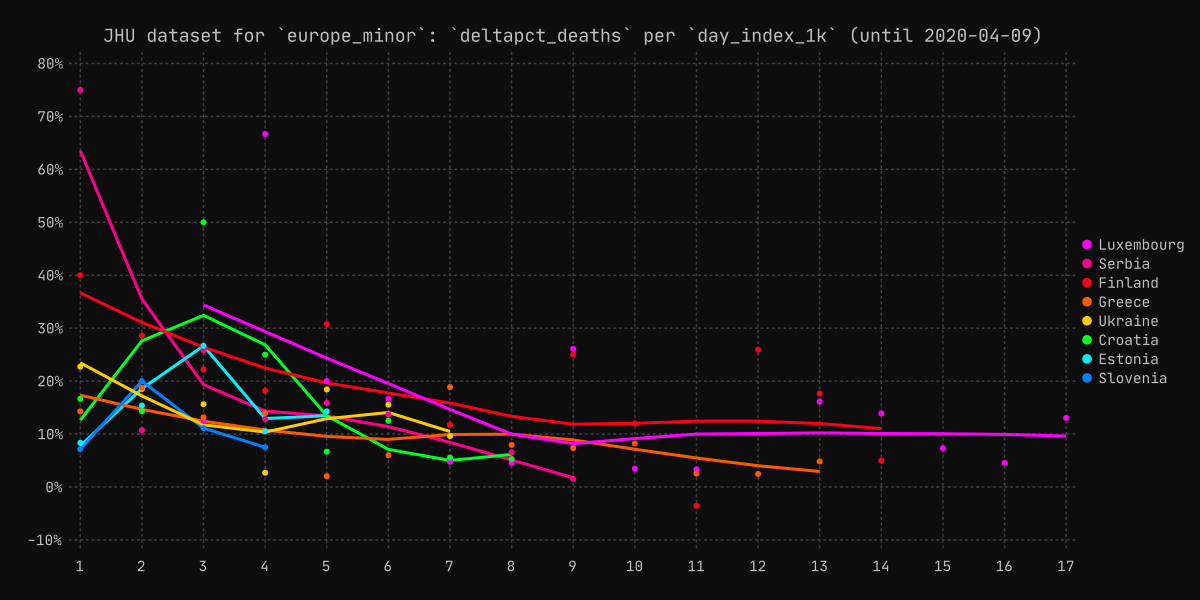 JHU dataset for `europe_minor`: `deltapct_deaths` per `day_index_1k` (until 2020-04-09)
80%
70%
60%
50%
40%
30%
20%
10%
0%
-10%
1 2 3 4 5 6 7 8 9 10 11 12 13 14 15 16 17
Luxembourg
Serbia
Finland
Greece
Ukraine
Croatia
Estonia
Slovenia